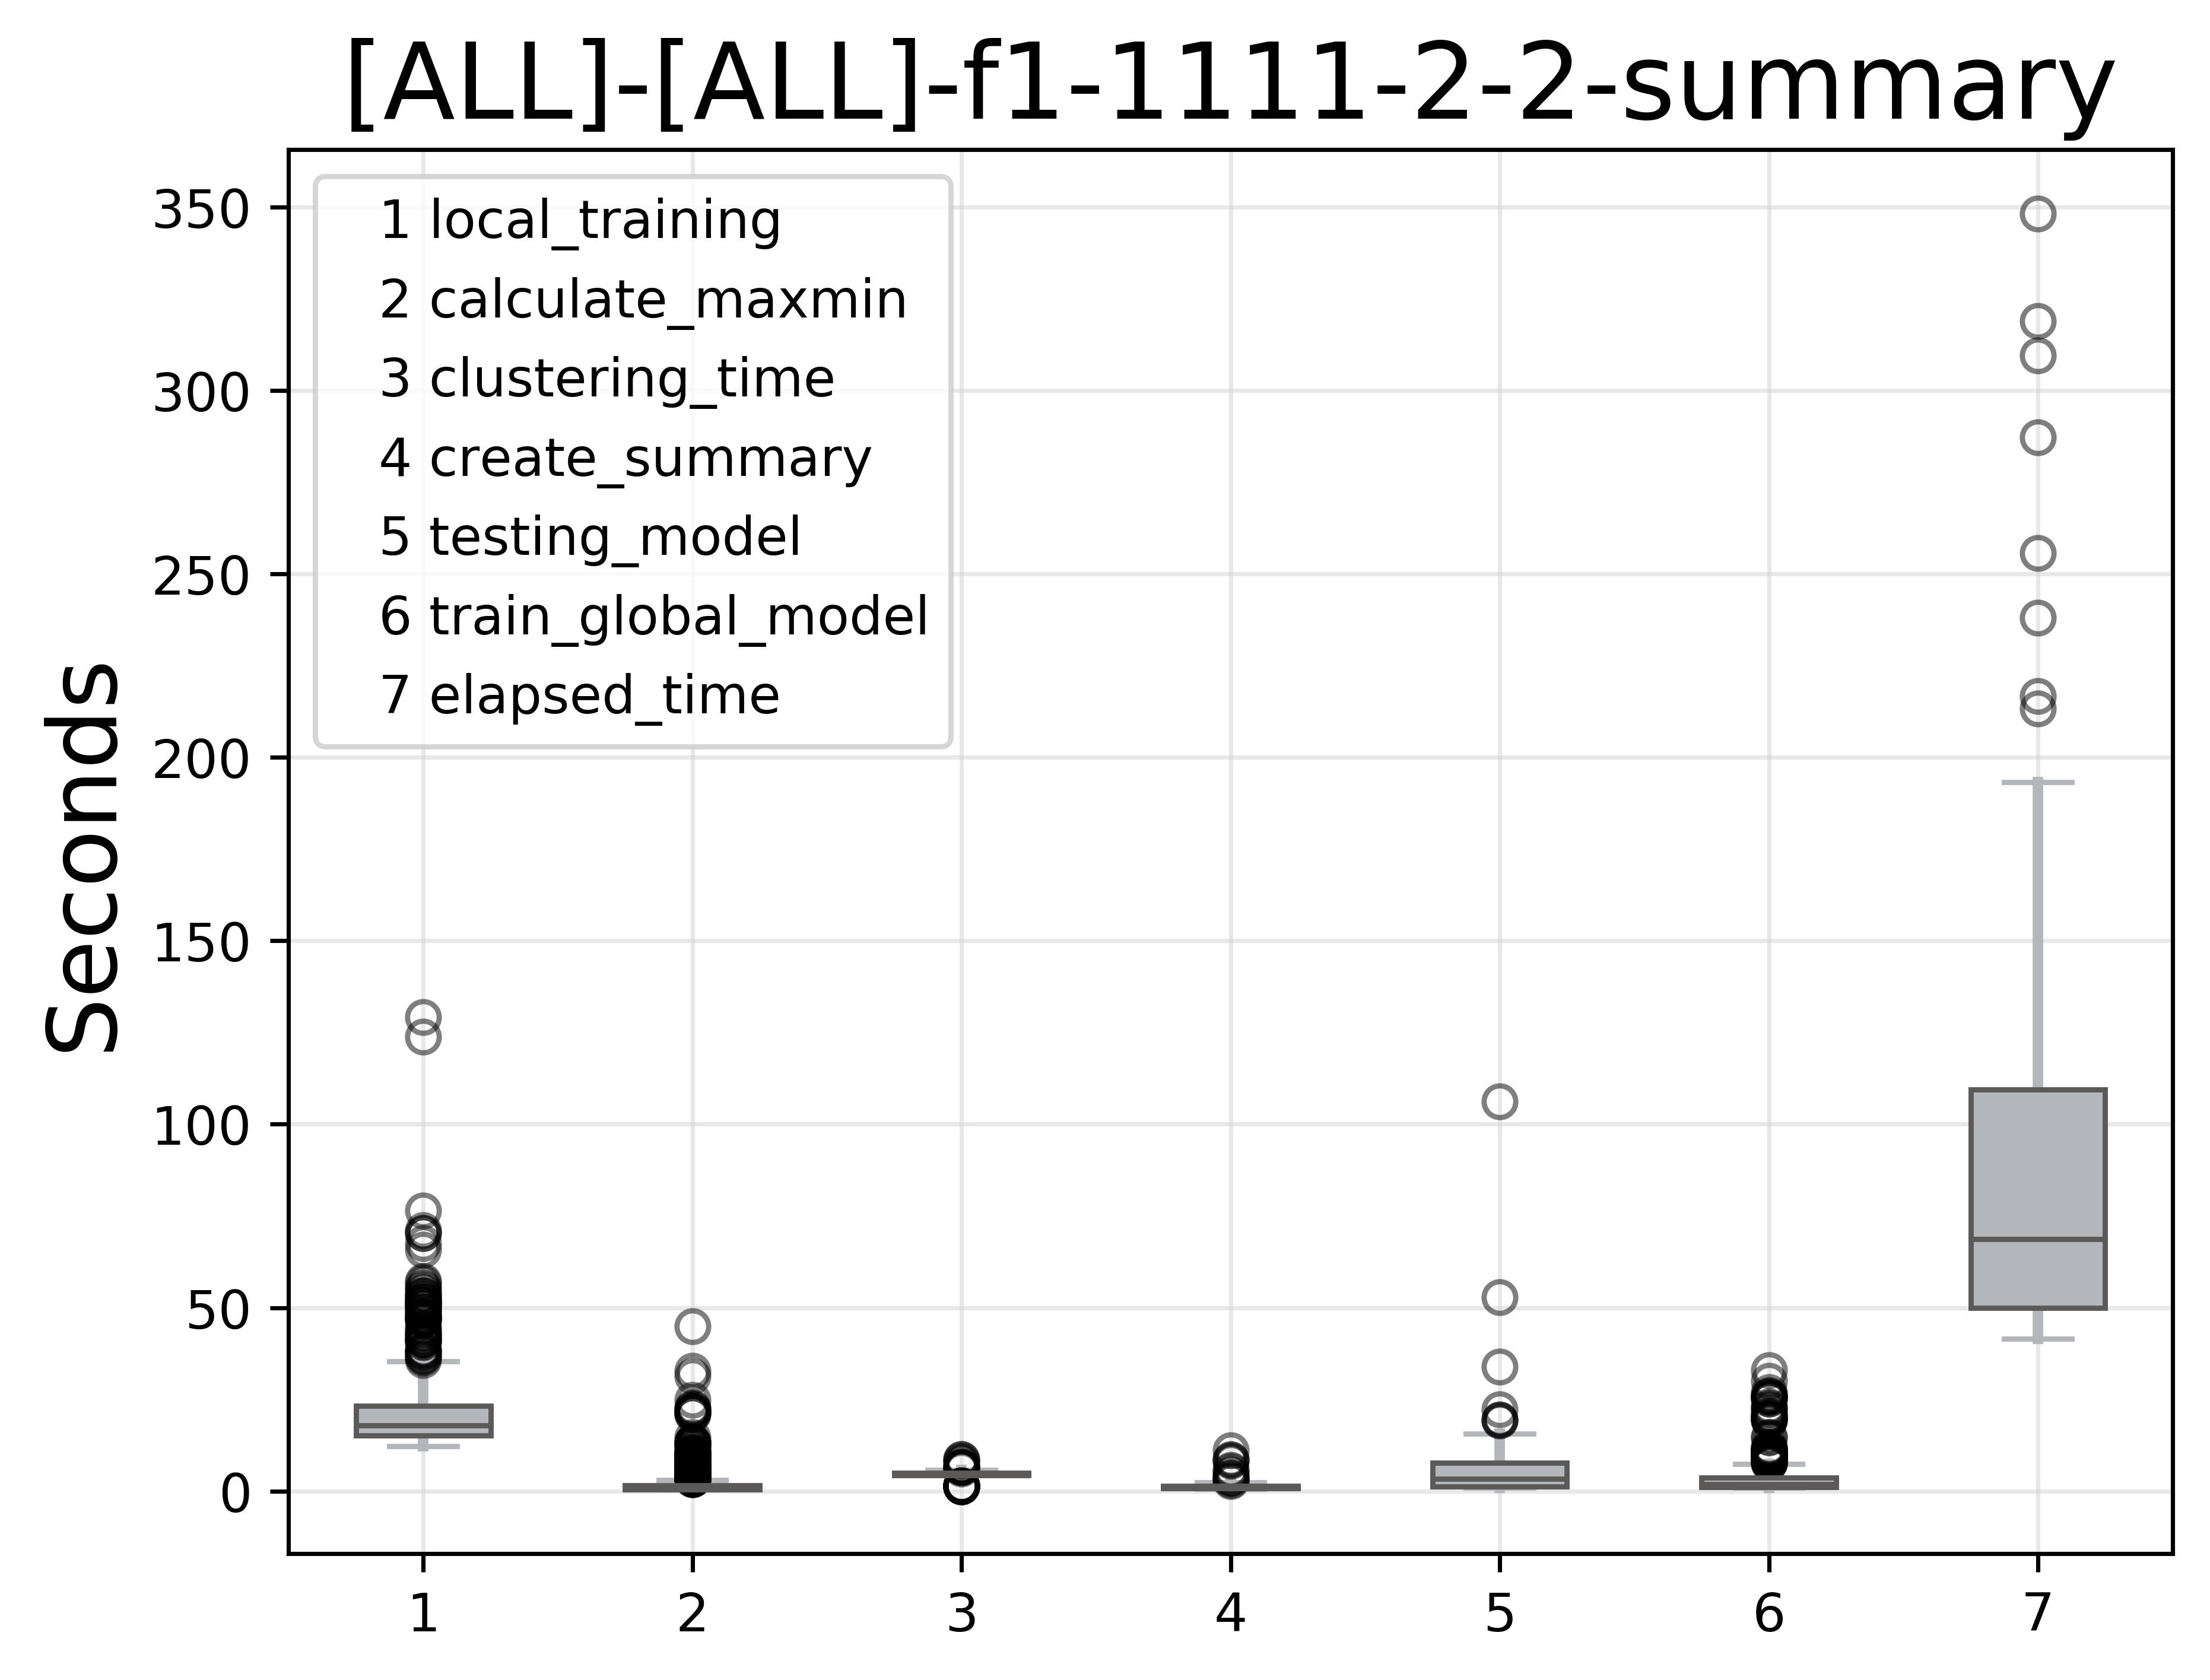 [ALL]-[ALL]-f1-1111-2-2-summary
Seconds
350
300
250
200
150
100
50
0
1 local_training
2 calculate_maxmin
3 clustering_time
4 create_summary
5 testing_model
6 train_global_model
7 elapsed_time
1 2 3 4 5 6 7